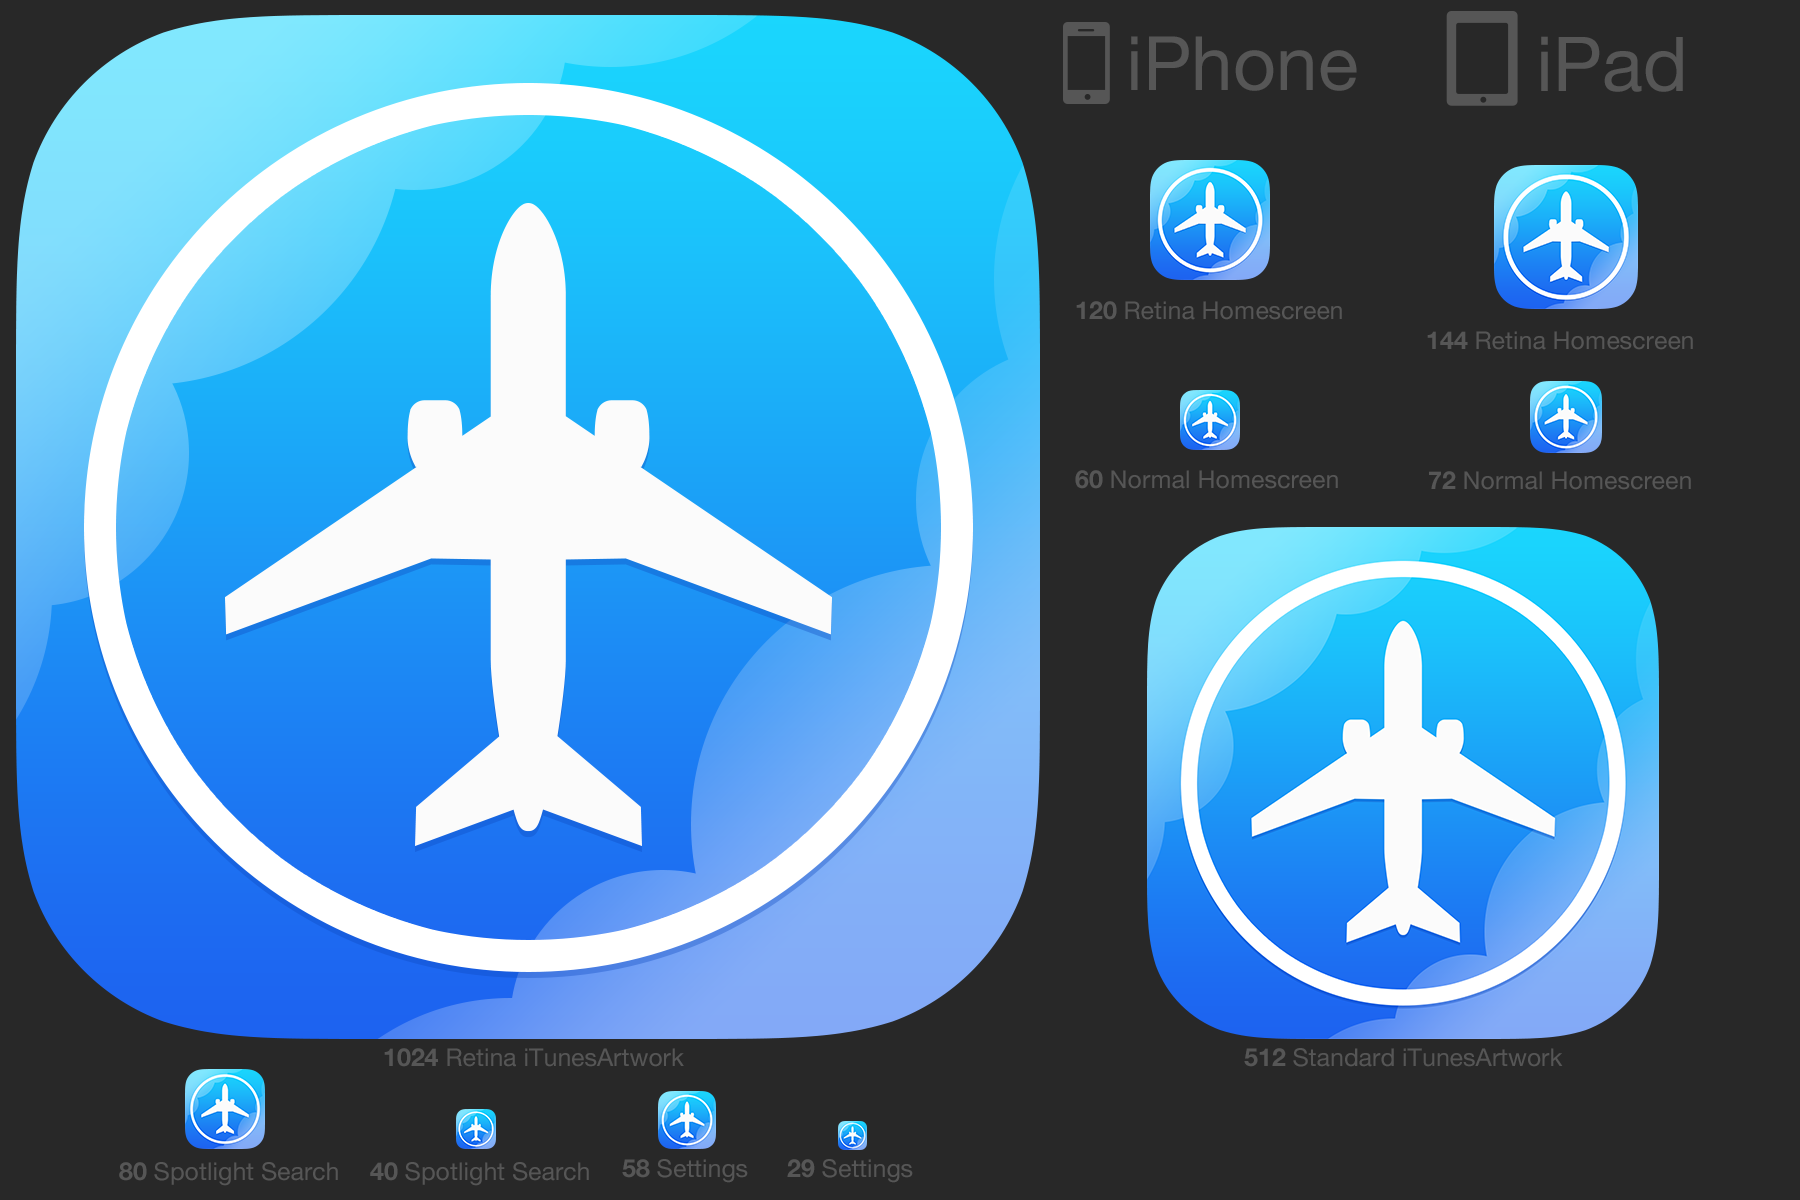 iPhone
iPad
120 Retina Homescreen
144 Retina Homescreen
60 Normal Homescreen
72 Normal Homescreen
1024 Retina iTunesArtwork
512 Standard iTunesArtwork
80 Spotlight Search
40 Spotlight Search
58 Settings
29 Settings